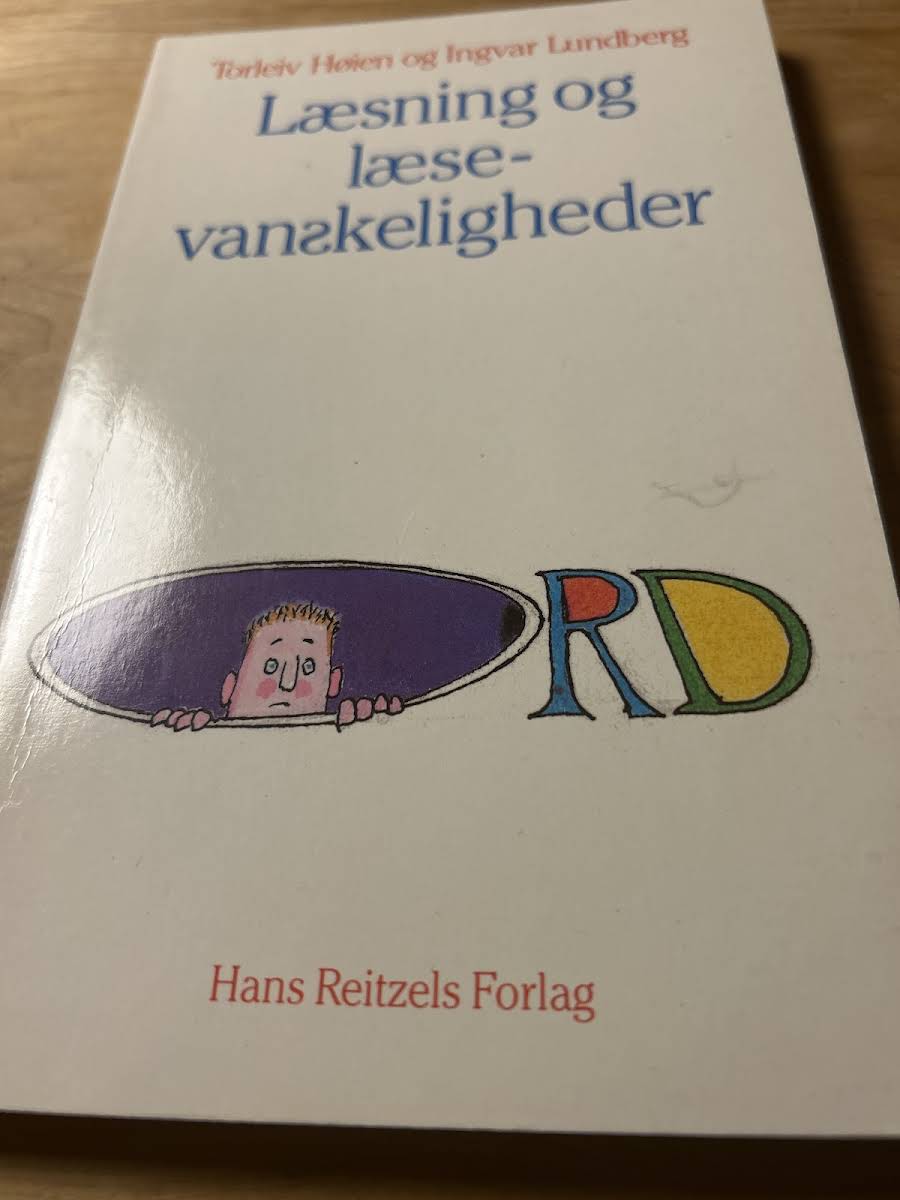 Torleiv Høien og Ingvar Lundberg
Læsning og
læse-
vanskeligheder
ORD
Hans Reitzels Forlag